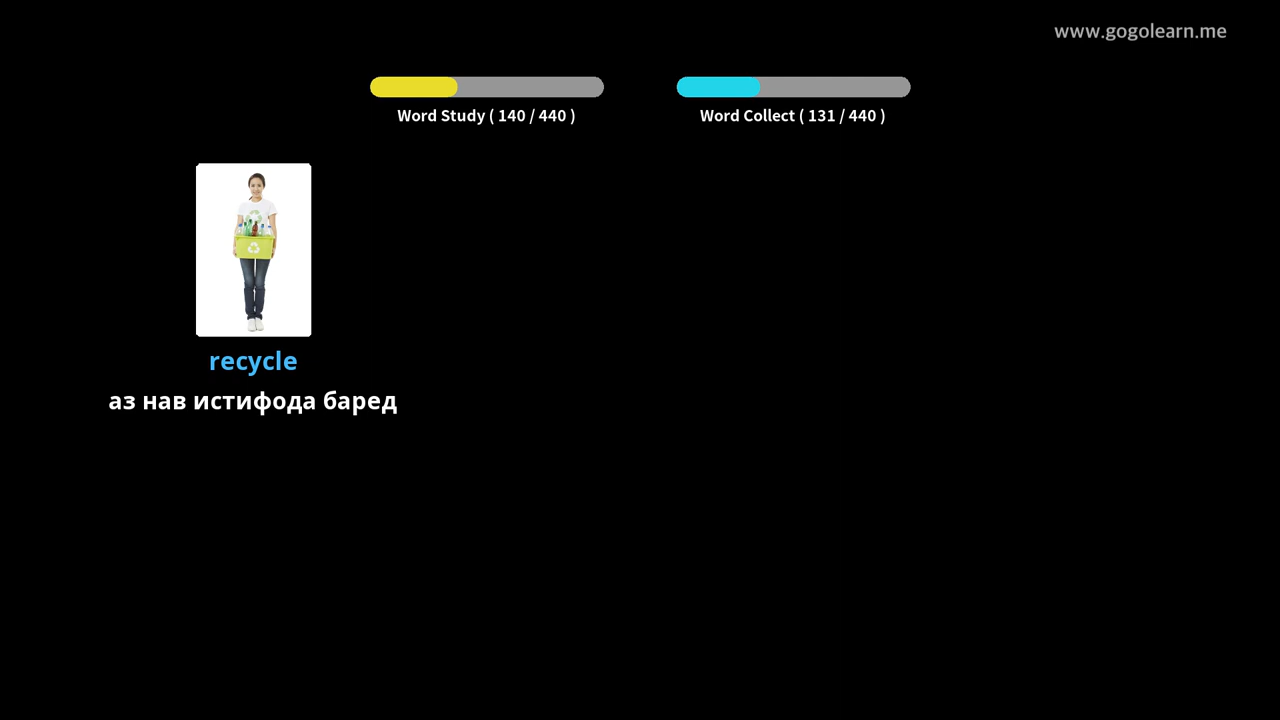 www.gogolearn.me
Word Study ( 140 / 440 )
Word Collect ( 131 / 440 )
recycle
аз нав истифода баред